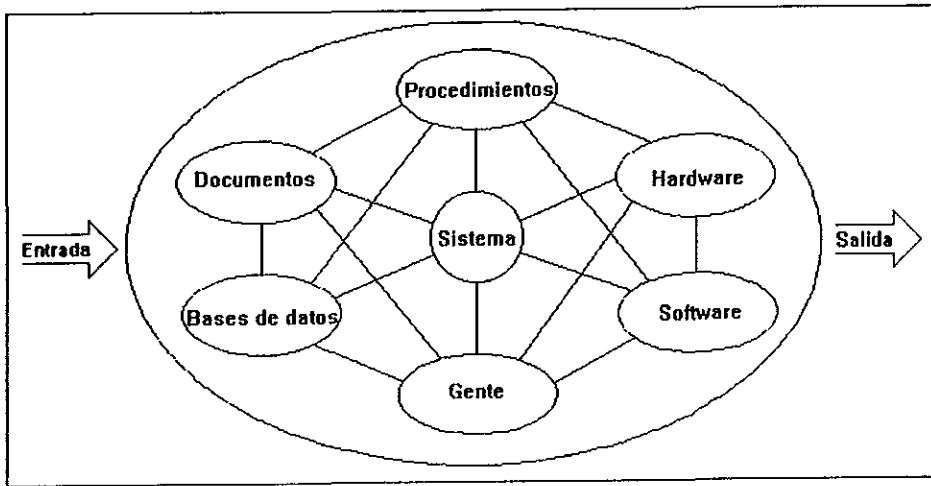 Procedimientos
Documentos
Hardware
Entrada
Sistema
Salida
Bases de datos
Software
Gente